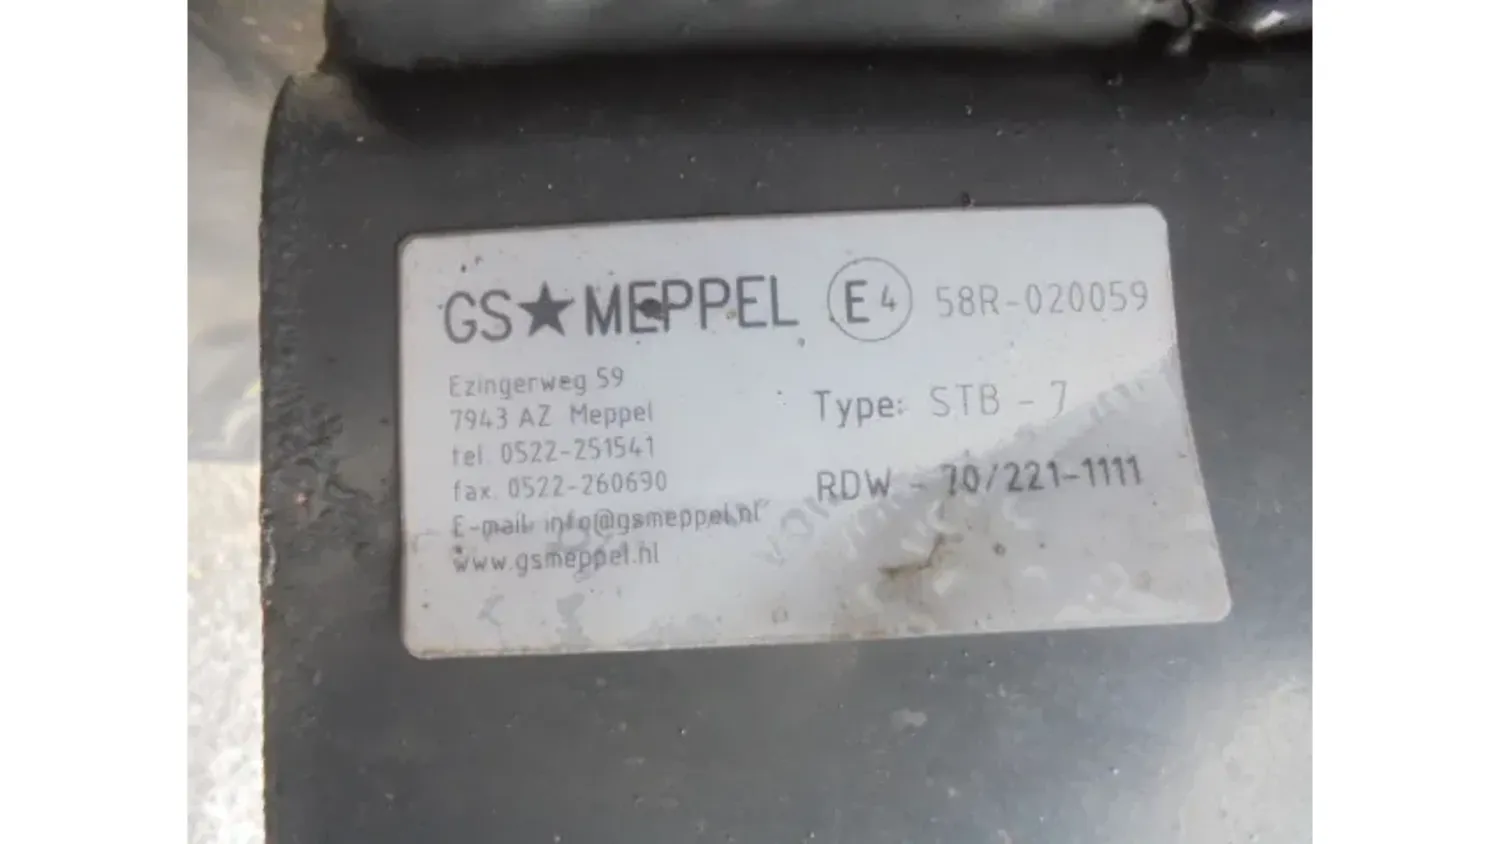 GS★MEPPEL E4 58R-020059
Ezingerweg 59
7943 AZ Meppel
tel. 0522-251541
fax. 0522-260690
E-mail: info@gsmeppel.nl
www.gsmeppel.nl
Type: STB - 7
RDW - 70/221-1111